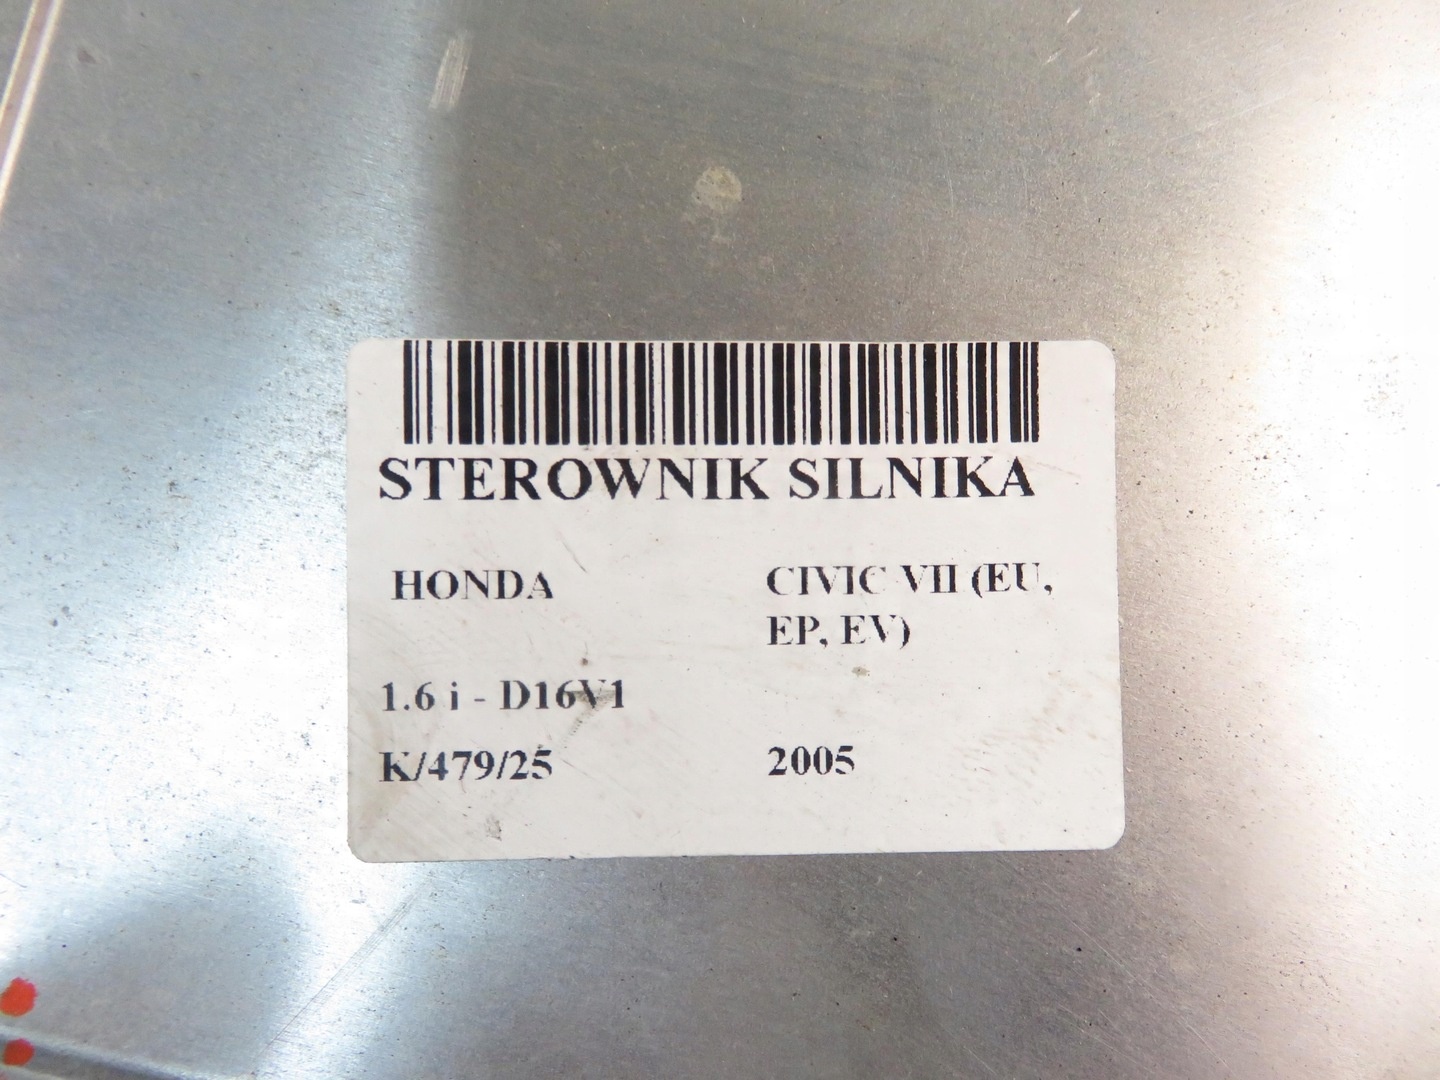 STEROWNIK SILNIKA
HONDA
CIVIC VII (EU,
EP, EV)
1.6 i - D16V1
K/479/25
2005